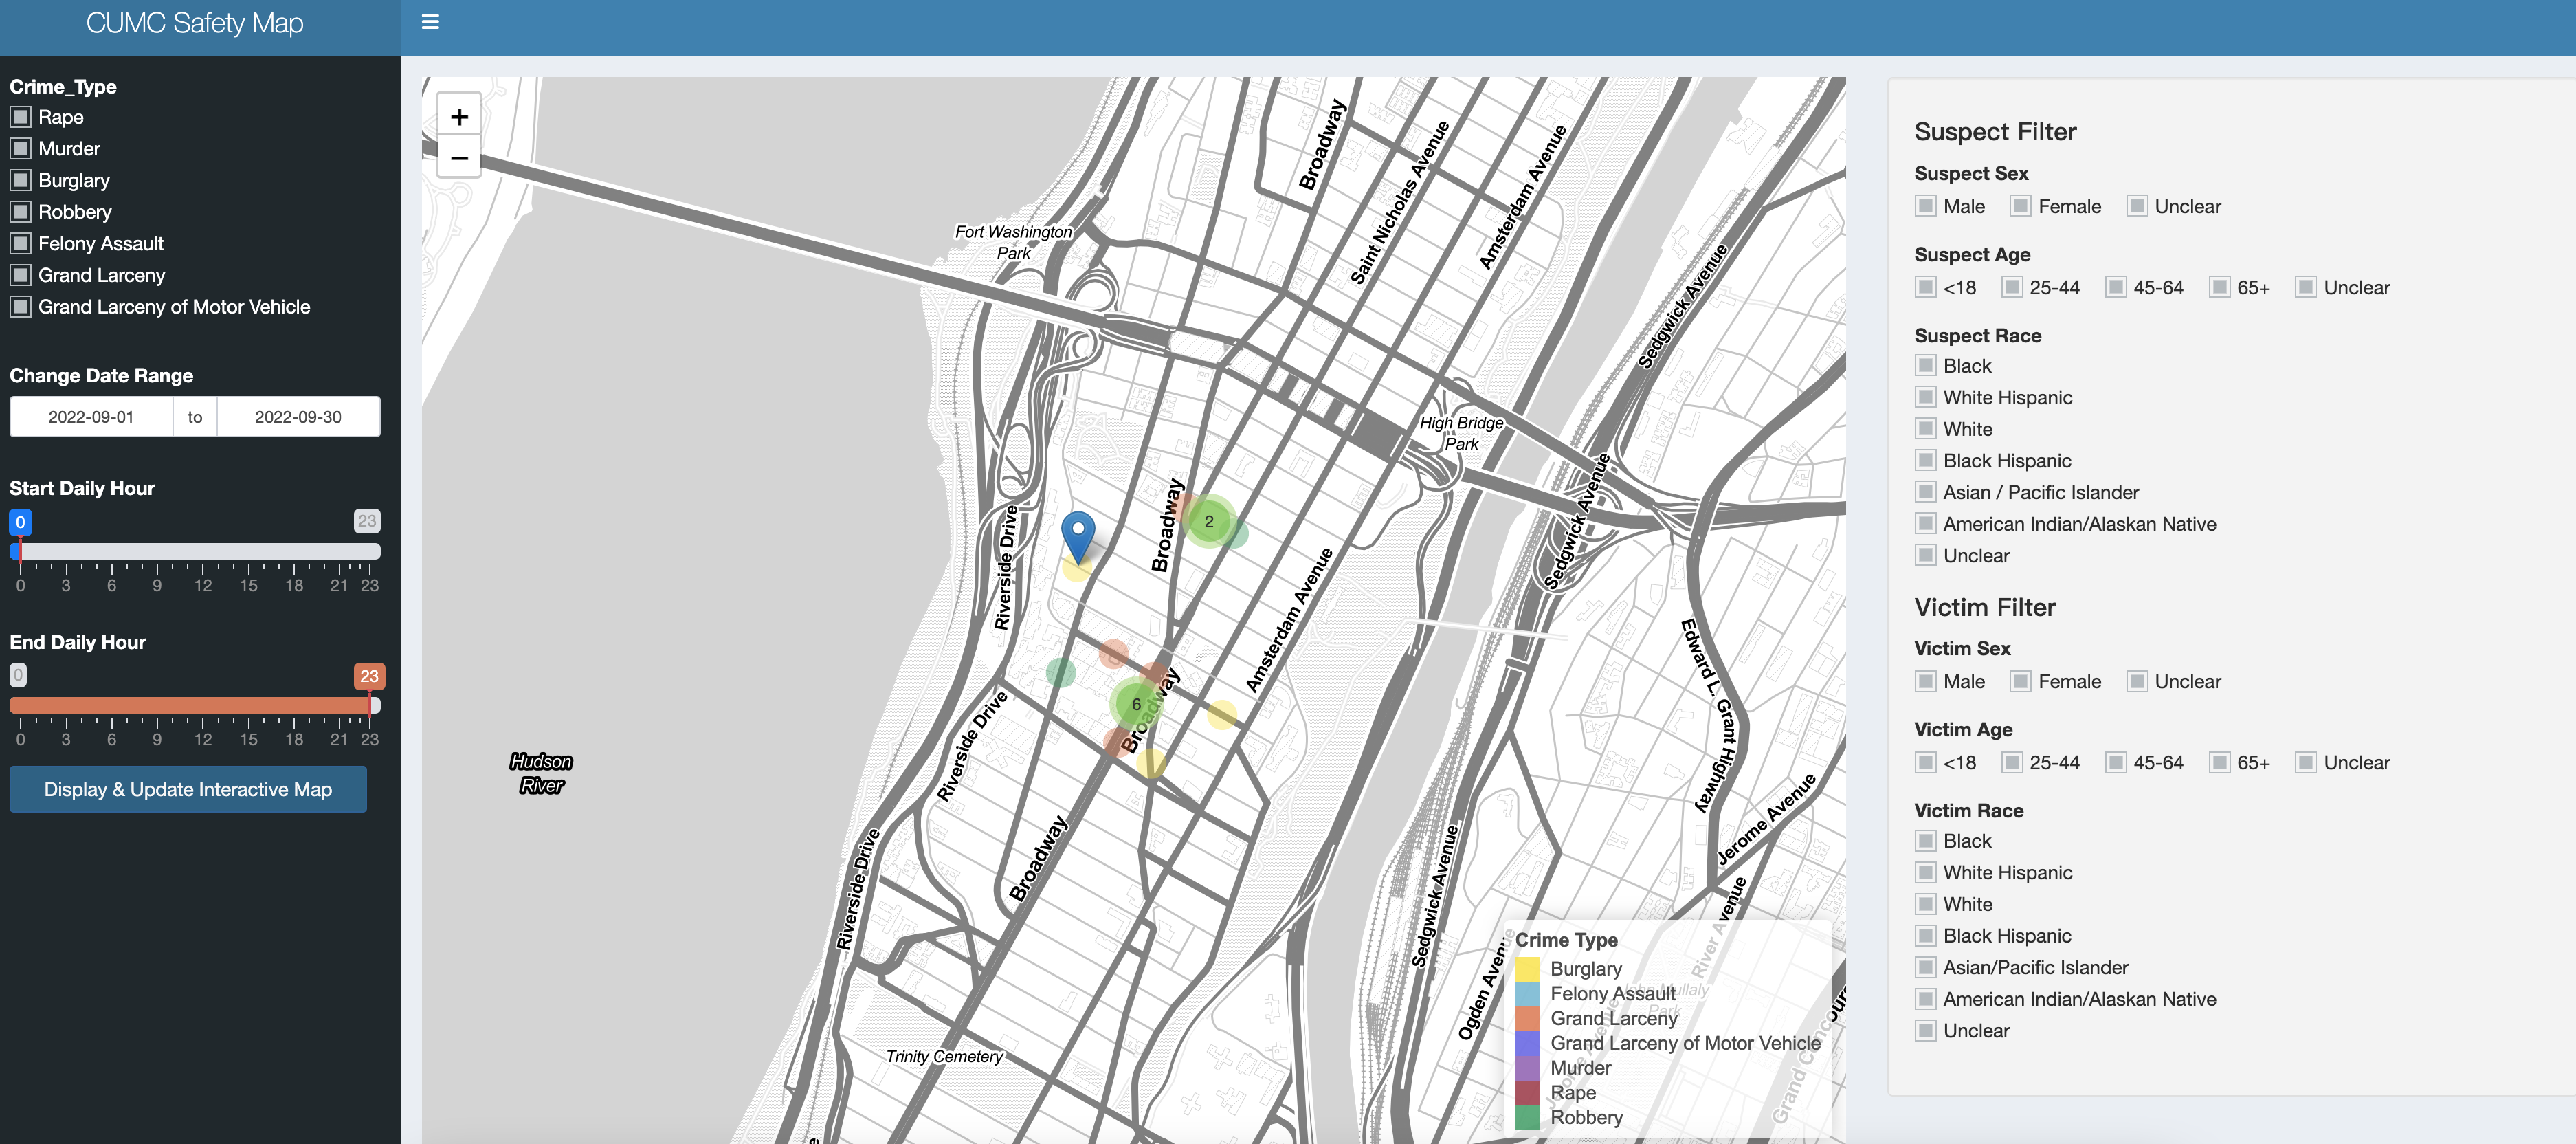 CUMC Safety Map
Crime_Type
Rape
Murder
Burglary
Robbery
Felony Assault
Grand Larceny
Grand Larceny of Motor Vehicle
Change Date Range
2022-09-01 to 2022-09-30
Start Daily Hour
0 23
0 3 6 9 12 15 18 21 23
End Daily Hour
0 23
0 3 6 9 12 15 18 21 23
Display & Update Interactive Map
+
−
Broadway
Saint Nicholas Avenue
Amsterdam Avenue
Fort Washington
Park
Sedgwick Avenue
High Bridge
Park
Sedgwick Avenue
Broadway
2
Riverside Drive
Amsterdam Avenue
Edward L. Grant Highway
6
Broadway
Riverside Drive
Hudson
River
Jerome Avenue
Broadway
Riverside Drive
Sedgwick Avenue
River Avenue
Ogden Avenue
Trinity Cemetery
John Mullaly
Park
Jerome Avenue
Crime Type
Burglary
Felony Assault
Grand Larceny
Grand Larceny of Motor Vehicle
Murder
Rape
Robbery
Suspect Filter
Suspect Sex
Male Female Unclear
Suspect Age
<18 25-44 45-64 65+ Unclear
Suspect Race
Black
White Hispanic
White
Black Hispanic
Asian / Pacific Islander
American Indian/Alaskan Native
Unclear
Victim Filter
Victim Sex
Male Female Unclear
Victim Age
<18 25-44 45-64 65+ Unclear
Victim Race
Black
White Hispanic
White
Black Hispanic
Asian/Pacific Islander
American Indian/Alaskan Native
Unclear